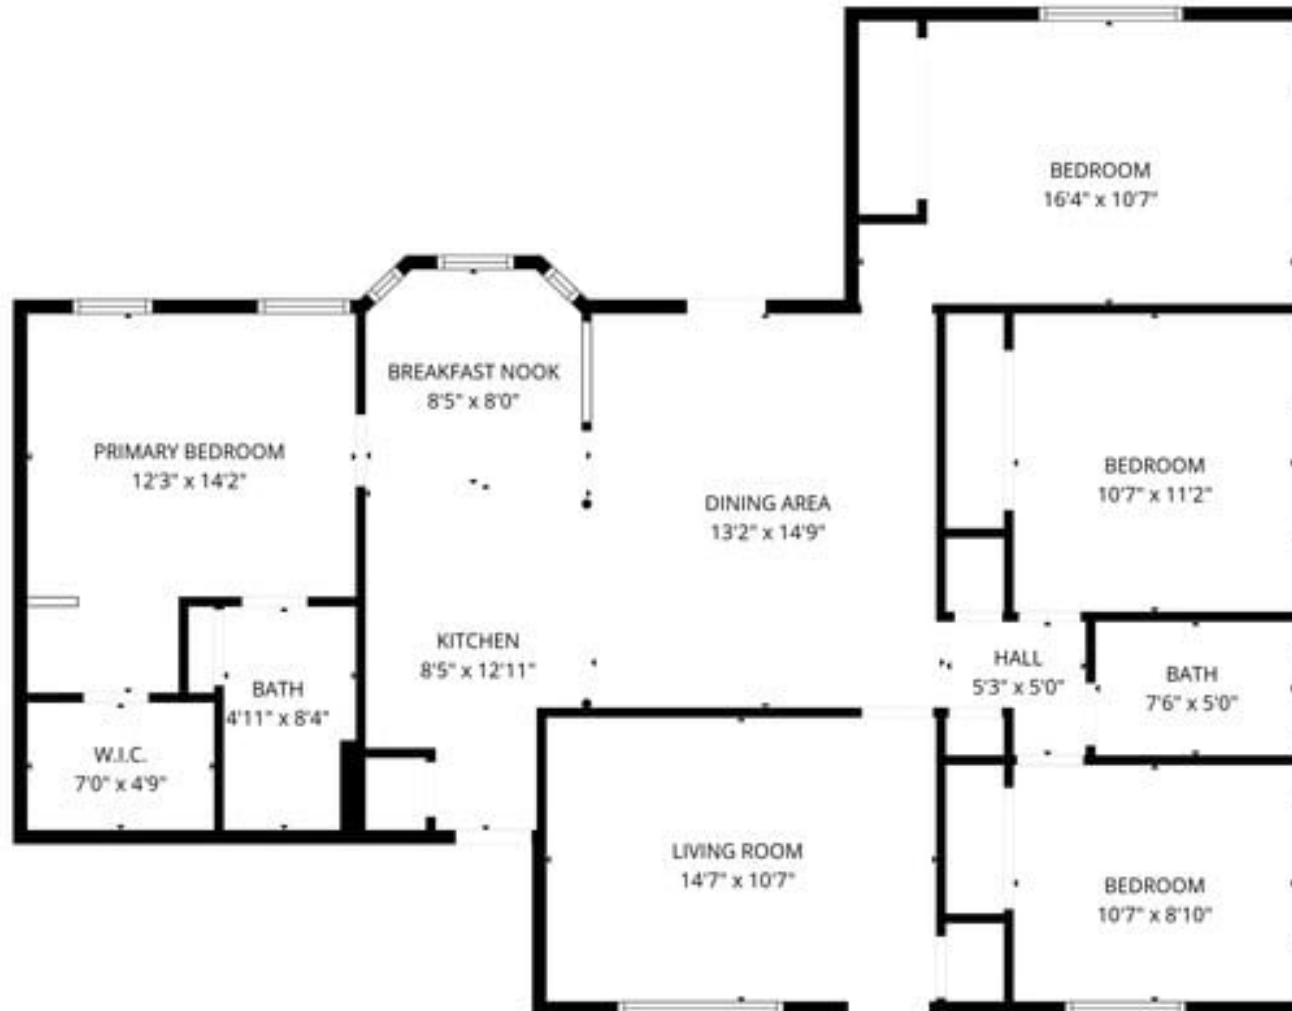 BEDROOM
16'4" x 10'7"
BREAKFAST NOOK
8'5" x 8'0"
PRIMARY BEDROOM
12'3" x 14'2"
DINING AREA
13'2" x 14'9"
BEDROOM
10'7" x 11'2"
KITCHEN
8'5" x 12'11"
HALL
5'3" x 5'0"
BATH
7'6" x 5'0"
BATH
4'11" x 8'4"
W.I.C.
7'0" x 4'9"
LIVING ROOM
14'7" x 10'7"
BEDROOM
10'7" x 8'10"